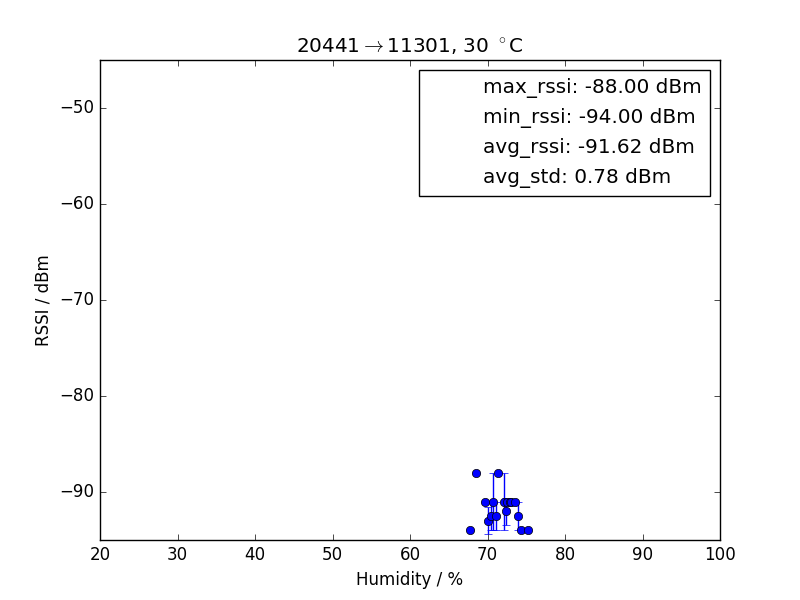 20441→11301, 30 °C
max_rssi: -88.00 dBm
min_rssi: -94.00 dBm
avg_rssi: -91.62 dBm
avg_std: 0.78 dBm
RSSI / dBm
−50
−60
−70
−80
−90
20 30 40 50 60 70 80 90 100
Humidity / %